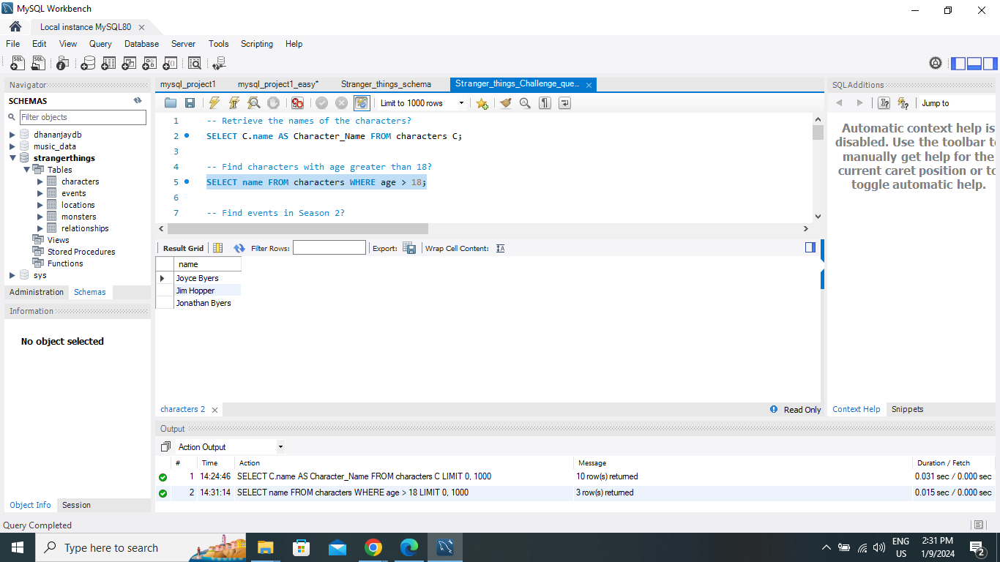 MySQL Workbench
Local instance MySQL80
File Edit View Query Database Server Tools Scripting Help
Navigator
SCHEMAS
Filter objects
dhananjaydb
music_data
strangerthings
Tables
characters
events
locations
monsters
relationships
Views
Stored Procedures
Functions
sys
Administration Schemas
Information
No object selected
Object Info Session
mysql_project1 mysql_project1_easy* Stranger_things_schema Stranger_things_Challenge_que...
Limit to 1000 rows
1 -- Retrieve the names of the characters?
2 SELECT C.name AS Character_Name FROM characters C;
3
4 -- Find characters with age greater than 18?
5 SELECT name FROM characters WHERE age > 18;
6
7 -- Find events in Season 2?
Result Grid Filter Rows: Export: Wrap Cell Content:
name
Joyce Byers
Jim Hopper
Jonathan Byers
characters 2 Read Only
SQLAdditions
Jump to
Automatic context help is
disabled. Use the toolbar to
manually get help for the
current caret position or to
toggle automatic help.
Context Help Snippets
Output
Action Output
# Time Action Message Duration / Fetch
1 14:24:46 SELECT C.name AS Character_Name FROM characters C LIMIT 0, 1000 10 row(s) returned 0.031 sec / 0.000 sec
2 14:31:14 SELECT name FROM characters WHERE age > 18 LIMIT 0, 1000 3 row(s) returned 0.015 sec / 0.000 sec
Query Completed
Type here to search
ENG
US
2:31 PM
1/9/2024
2